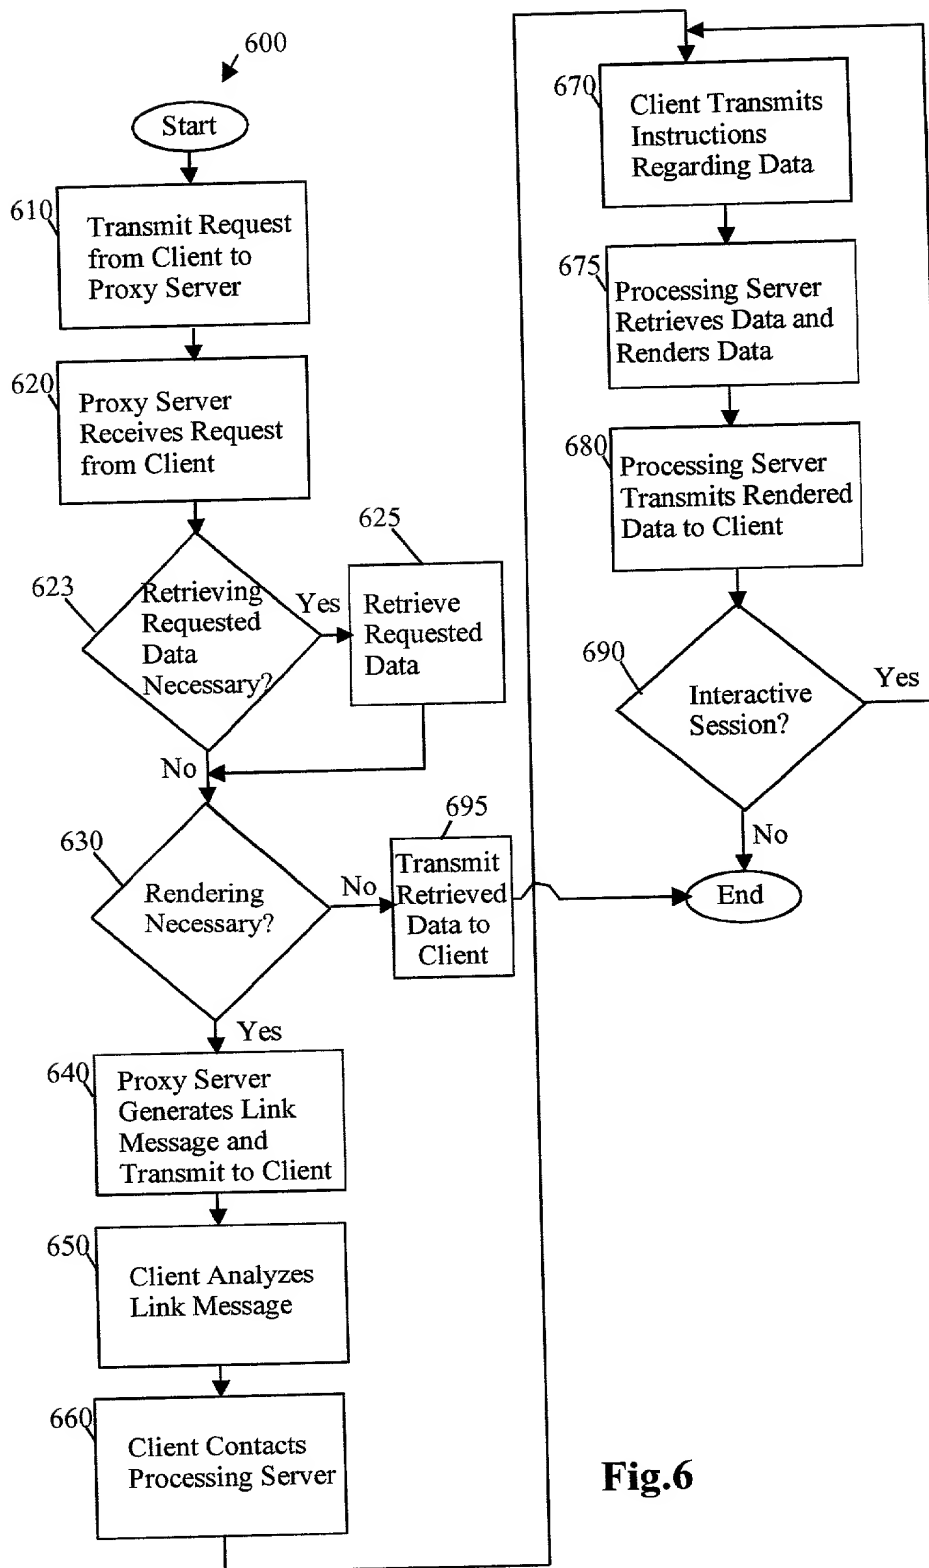 600
Start
610
Transmit Request
from Client to
Proxy Server
620
Proxy Server
Receives Request
from Client
623
Retrieving
Requested
Data
Necessary?
Yes
625
Retrieve
Requested
Data
No
630
Rendering
Necessary?
No
695
Transmit
Retrieved
Data to
Client
Yes
640
Proxy Server
Generates Link
Message and
Transmit to Client
650
Client Analyzes
Link Message
660
Client Contacts
Processing Server
670
Client Transmits
Instructions
Regarding Data
675
Processing Server
Retrieves Data and
Renders Data
680
Processing Server
Transmits Rendered
Data to Client
690
Interactive
Session?
Yes
No
End
Fig.6